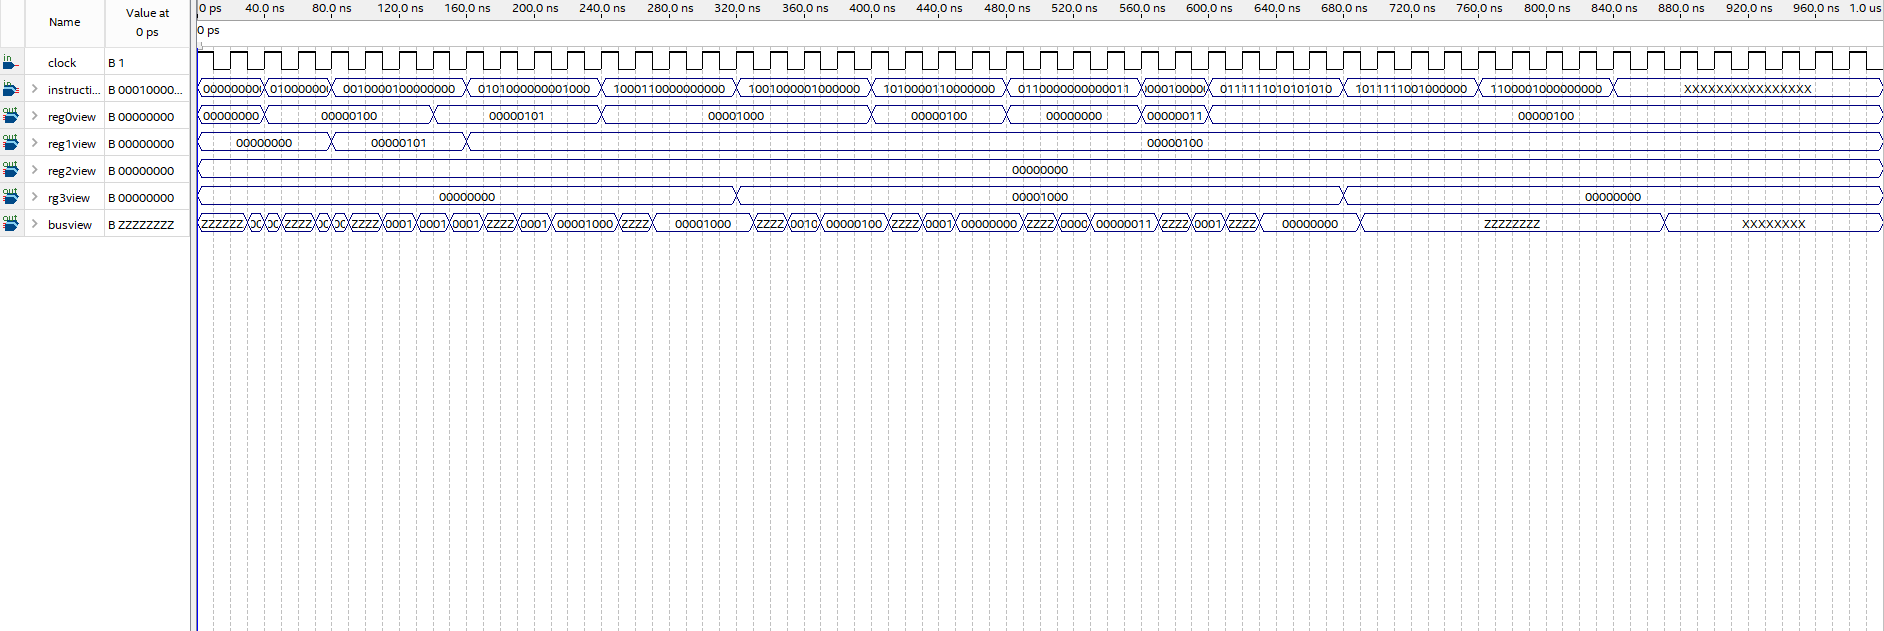 Name Value at 0 ps
0 ps 40.0 ns 80.0 ns 120.0 ns 160.0 ns 200.0 ns 240.0 ns 280.0 ns 320.0 ns 360.0 ns 400.0 ns 440.0 ns 480.0 ns 520.0 ns 560.0 ns 600.0 ns 640.0 ns 680.0 ns 720.0 ns 760.0 ns 800.0 ns 840.0 ns 880.0 ns 920.0 ns 960.0 ns 1.0 us
0 ps
in clock B 1
in instructi... B 00010000... 00000000 01000000 0010000100000000 0101000000001000 1000110000000000 1001000001000000 1010000110000000 0110000000000011 00010000 0111111010101010 1011111001000000 1100001000000000 XXXXXXXXXXXXXXXX
out reg0view B 00000000 00000000 00000100 00000101 00001000 00000100 00000000 00000011 00000100
out reg1view B 00000000 00000000 00000101 00000100
out reg2view B 00000000 00000000
out rg3view B 00000000 00000000 00001000 00000000
out busview B ZZZZZZZZ ZZZZZZ ZZZZ ZZZZ 0001 0001 0001 ZZZZ 0001 00001000 ZZZZ 00001000 ZZZZ 0010 00000100 ZZZZ 0001 00000000 ZZZZ 0000 00000011 ZZZZ 0001 ZZZZ 00000000 ZZZZZZZZ XXXXXXXX